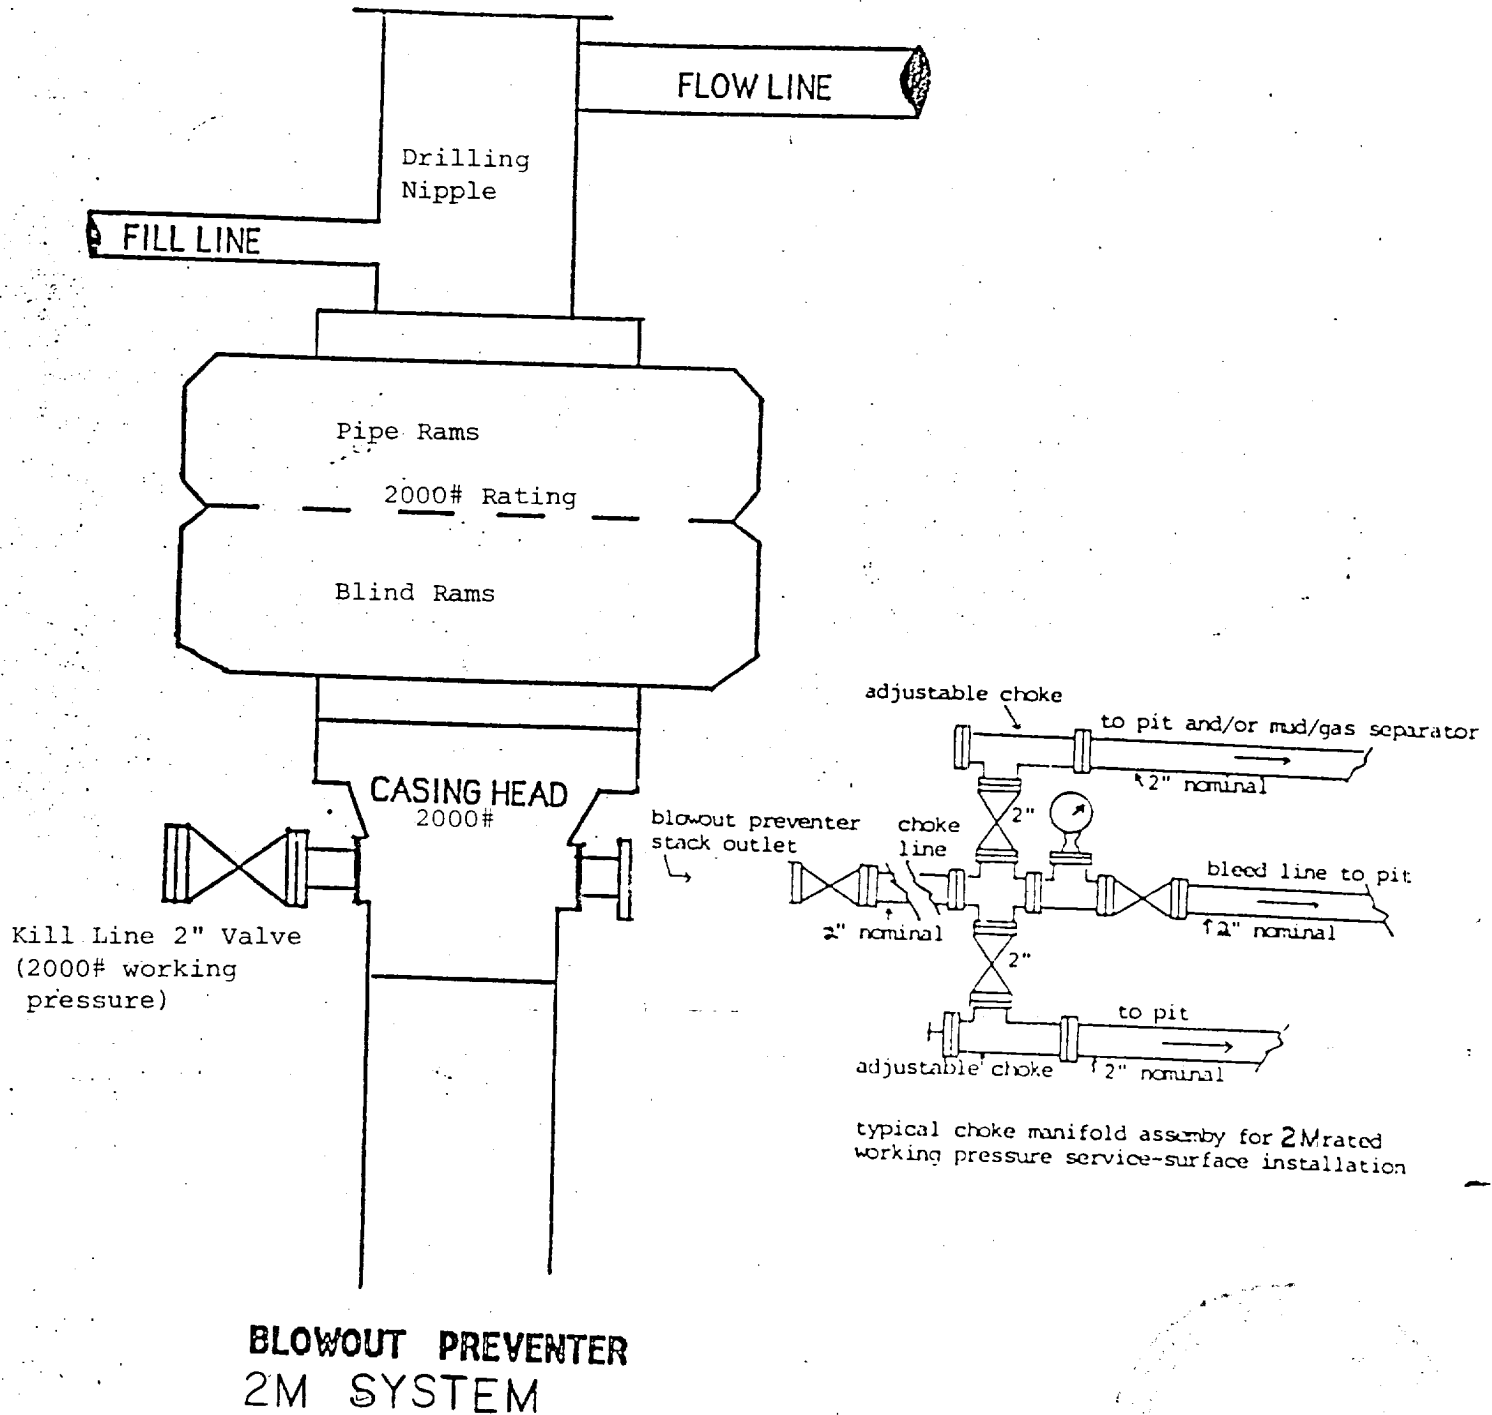 FLOW LINE
Drilling
Nipple
FILL LINE
Pipe Rams
2000# Rating
Blind Rams
CASING HEAD
2000#
Kill Line 2" Valve
(2000# working
pressure)
blowout preventer
stack outlet
choke
line
2" nominal
adjustable choke
to pit and/or mud/gas separator
2" nominal
2"
bleed line to pit
2" nominal
2"
to pit
adjustable choke
2" nominal
typical choke manifold assemby for 2M rated
working pressure service-surface installation
BLOWOUT PREVENTER
2M SYSTEM